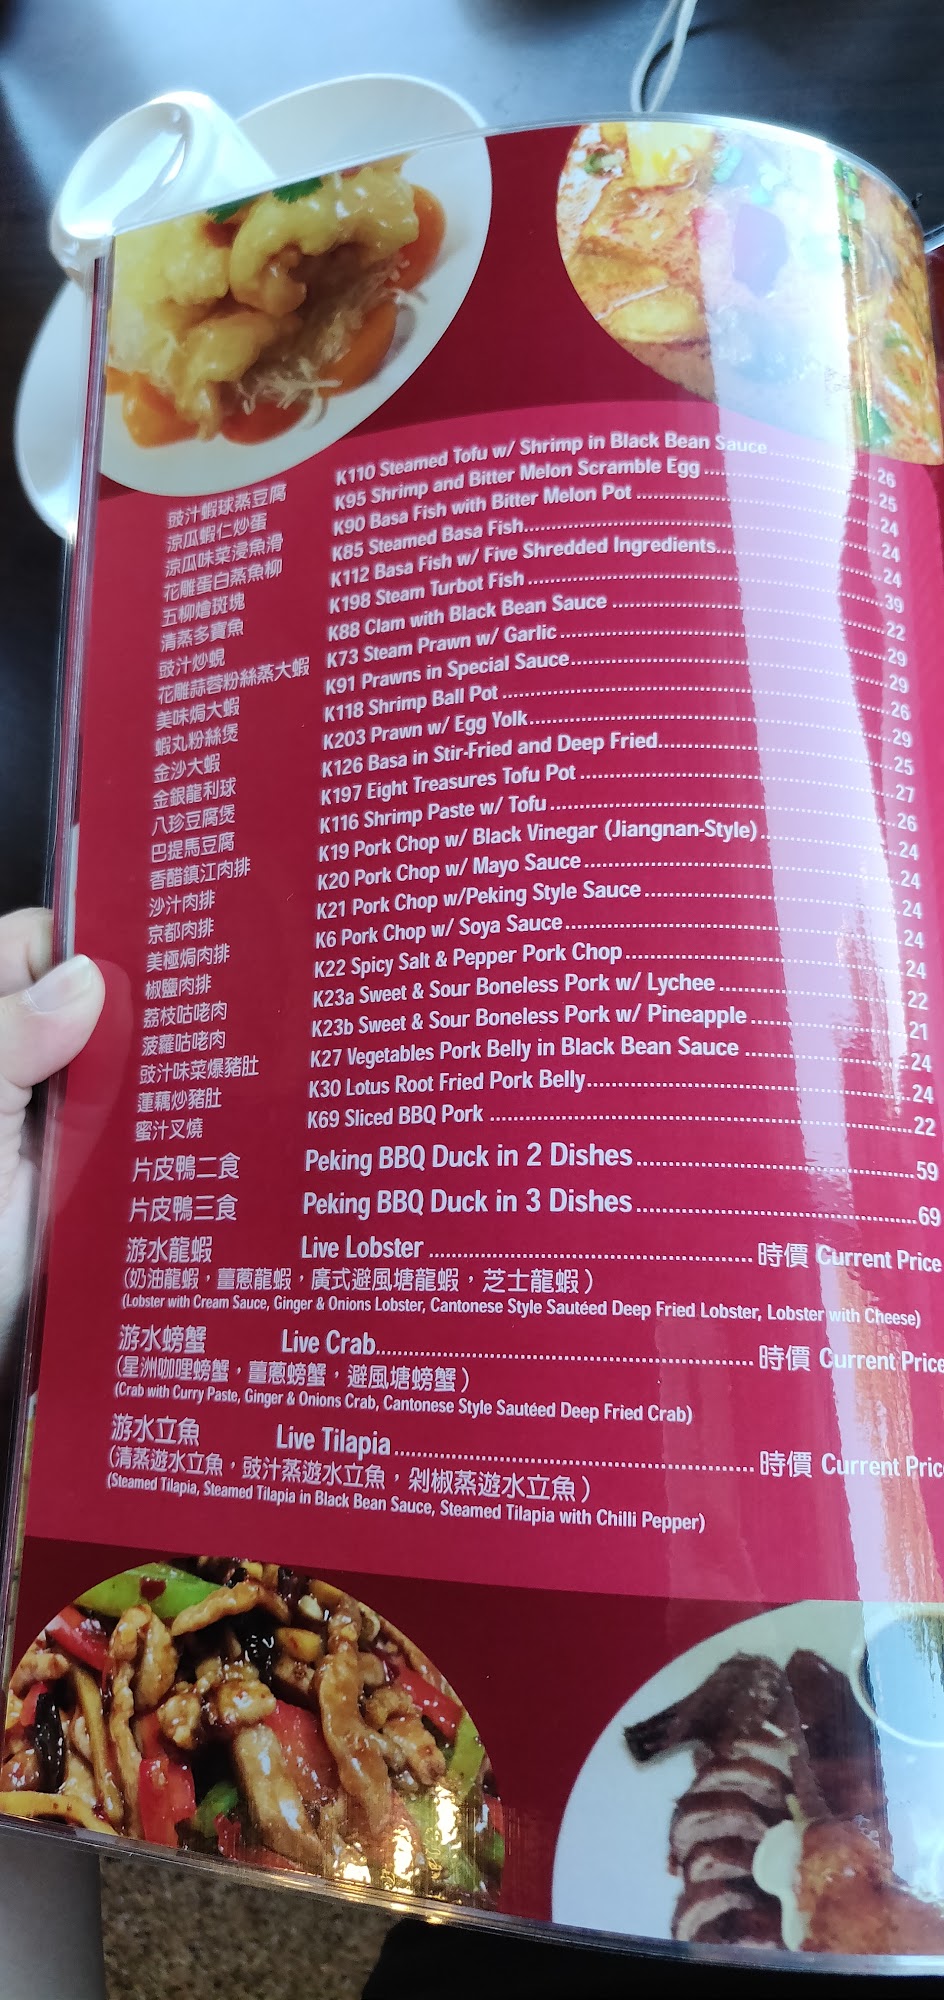 豉汁蝦球蒸豆腐 K110 Steamed Tofu w/ Shrimp in Black Bean Sauce 26
涼瓜蝦仁炒蛋 K95 Shrimp and Bitter Melon Scramble Egg 25
涼瓜味菜浸魚滑 K90 Basa Fish with Bitter Melon Pot 24
花雕蛋白蒸魚柳 K85 Steamed Basa Fish 24
五柳燴斑塊 K112 Basa Fish w/ Five Shredded Ingredients 24
清蒸多寶魚 K198 Steam Turbot Fish 39
豉汁炒蜆 K88 Clam with Black Bean Sauce 22
花雕蒜蓉粉絲蒸大蝦 K73 Steam Prawn w/ Garlic 29
美味焗大蝦 K91 Prawns in Special Sauce 29
蝦丸粉絲煲 K118 Shrimp Ball Pot 26
金沙大蝦 K203 Prawn w/ Egg Yolk 29
金銀龍利球 K126 Basa in Stir-Fried and Deep Fried 25
八珍豆腐煲 K197 Eight Treasures Tofu Pot 27
巴提馬豆腐 K116 Shrimp Paste w/ Tofu 26
香醋鎮江肉排 K19 Pork Chop w/ Black Vinegar (Jiangnan-Style) 24
沙汁肉排 K20 Pork Chop w/ Mayo Sauce 24
京都肉排 K21 Pork Chop w/Peking Style Sauce 24
美極焗肉排 K6 Pork Chop w/ Soya Sauce 24
椒鹽肉排 K22 Spicy Salt & Pepper Pork Chop 24
荔枝咕咾肉 K23a Sweet & Sour Boneless Pork w/ Lychee 22
菠蘿咕咾肉 K23b Sweet & Sour Boneless Pork w/ Pineapple 21
豉汁味菜爆豬肚 K27 Vegetables Pork Belly in Black Bean Sauce 24
蓮藕炒豬肚 K30 Lotus Root Fried Pork Belly 24
蜜汁叉燒 K69 Sliced BBQ Pork 22
片皮鴨二食 Peking BBQ Duck in 2 Dishes 59
片皮鴨三食 Peking BBQ Duck in 3 Dishes 69
游水龍蝦 Live Lobster 時價 Current Price
(奶油龍蝦，薑蔥龍蝦，廣式避風塘龍蝦，芝士龍蝦)
(Lobster with Cream Sauce, Ginger & Onions Lobster, Cantonese Style Sautéed Deep Fried Lobster, Lobster with Cheese)
游水螃蟹 Live Crab 時價 Current Price
(星洲咖哩螃蟹，薑蔥螃蟹，避風塘螃蟹)
(Crab with Curry Paste, Ginger & Onions Crab, Cantonese Style Sautéed Deep Fried Crab)
游水立魚 Live Tilapia 時價 Current Pric
(清蒸遊水立魚，豉汁蒸遊水立魚，剁椒蒸遊水立魚)
(Steamed Tilapia, Steamed Tilapia in Black Bean Sauce, Steamed Tilapia with Chilli Pepper)